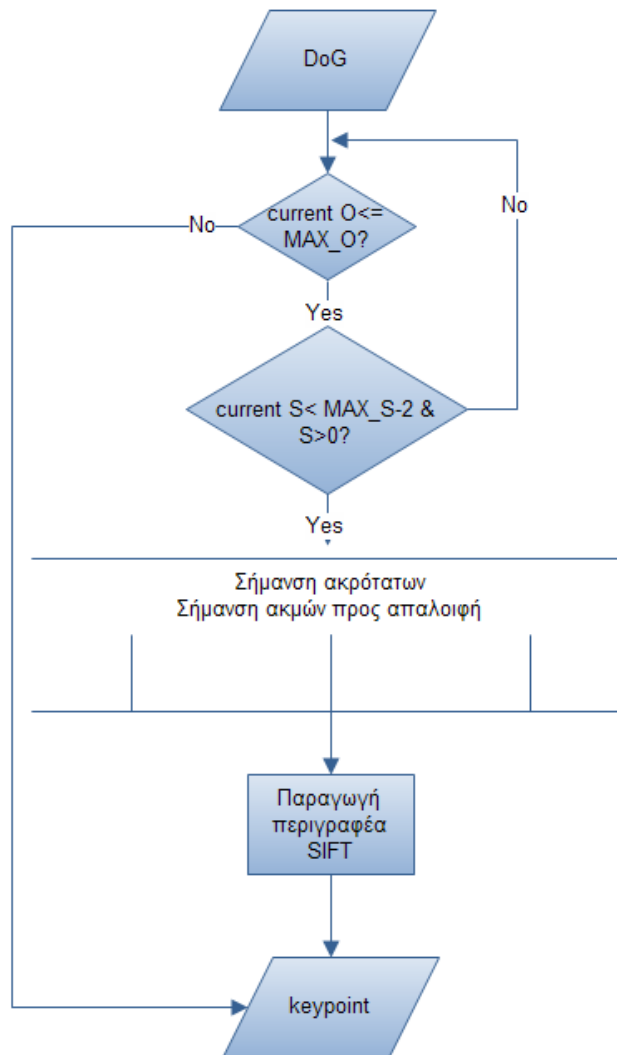 DoG
current O<=
MAX_O?
No
No
Yes
current S< MAX_S-2 &
S>0?
Yes
Σήμανση ακρότατων
Σήμανση ακμών προς απαλοιφή
Παραγωγή
περιγραφέα
SIFT
keypoint